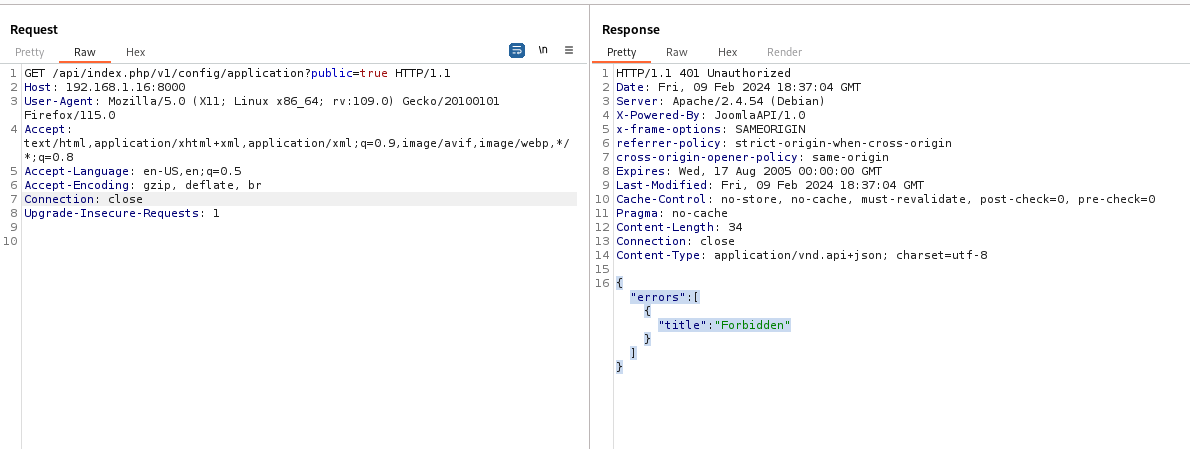 Request
Pretty Raw Hex \n
1 GET /api/index.php/v1/config/application?public=true HTTP/1.1
2 Host: 192.168.1.16:8000
3 User-Agent: Mozilla/5.0 (X11; Linux x86_64; rv:109.0) Gecko/20100101
Firefox/115.0
4 Accept:
text/html,application/xhtml+xml,application/xml;q=0.9,image/avif,image/webp,*/
*;q=0.8
5 Accept-Language: en-US,en;q=0.5
6 Accept-Encoding: gzip, deflate, br
7 Connection: close
8 Upgrade-Insecure-Requests: 1
9
10
Response
Pretty Raw Hex Render
1 HTTP/1.1 401 Unauthorized
2 Date: Fri, 09 Feb 2024 18:37:04 GMT
3 Server: Apache/2.4.54 (Debian)
4 X-Powered-By: JoomlaAPI/1.0
5 x-frame-options: SAMEORIGIN
6 referrer-policy: strict-origin-when-cross-origin
7 cross-origin-opener-policy: same-origin
8 Expires: Wed, 17 Aug 2005 00:00:00 GMT
9 Last-Modified: Fri, 09 Feb 2024 18:37:04 GMT
10 Cache-Control: no-store, no-cache, must-revalidate, post-check=0, pre-check=0
11 Pragma: no-cache
12 Content-Length: 34
13 Connection: close
14 Content-Type: application/vnd.api+json; charset=utf-8
15
16 {
"errors":[
{
"title":"Forbidden"
}
]
}